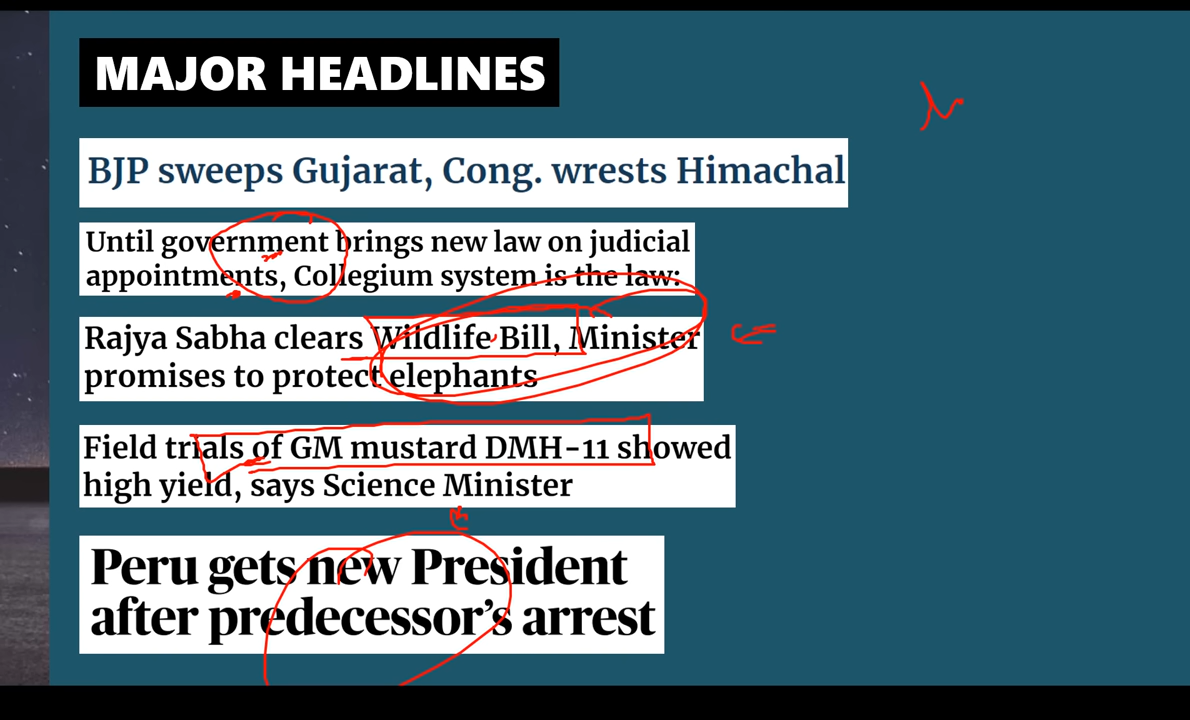 MAJOR HEADLINES
BJP sweeps Gujarat, Cong. wrests Himachal
Until government brings new law on judicial
appointments, Collegium system is the law:
Rajya Sabha clears Wildlife Bill, Minister
promises to protect elephants
Field trials of GM mustard DMH-11 showed
high yield, says Science Minister
Peru gets new President
after predecessor’s arrest